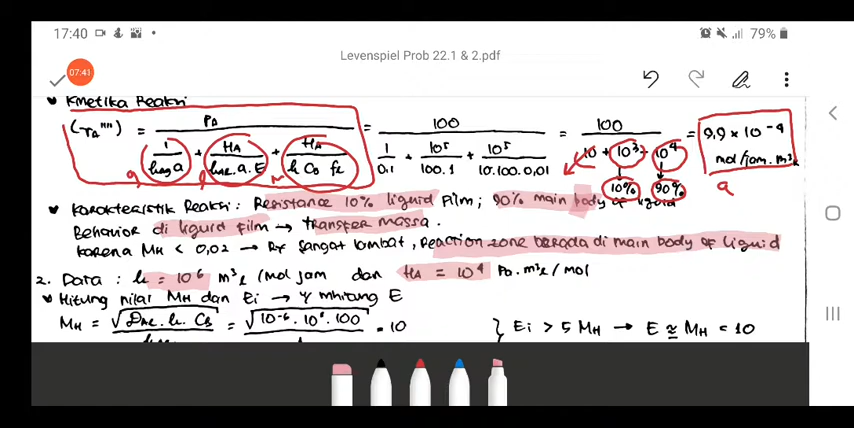 17:40
79%
07:41
Levenspiel Prob 22.1 & 2.pdf
Kinetika Reaksi
(-rA'''') = PA / (1/(kAg a) + HA/(kAL.a.E) + HA/(k CB fl)) = 100 / (1/0,1 + 10⁵/(100.1) + 10⁵/(10.100.0,01)) = 100 / (10 + 10³ + 10⁴) = 9,9 x 10⁻⁴ mol/jam.m³
10% 90%
Karakteristik Reaksi : Resistance 10% liquid Film; 90% main body of liquid
Behavior di liquid film → transfer massa.
karena MH < 0,02 → Rx sangat lambat, reaction zone berada di main body of liquid
2. Data : k = 10⁶ m³l/mol jam dan HA = 10⁴ Pa.m³l/mol
Hitung nilai MH dan Ei → y mhitung E
MH = √(DAL.k.CB) = √(10⁻⁶.10⁶.100) = 10 } Ei > 5 MH → E ≅ MH = 10